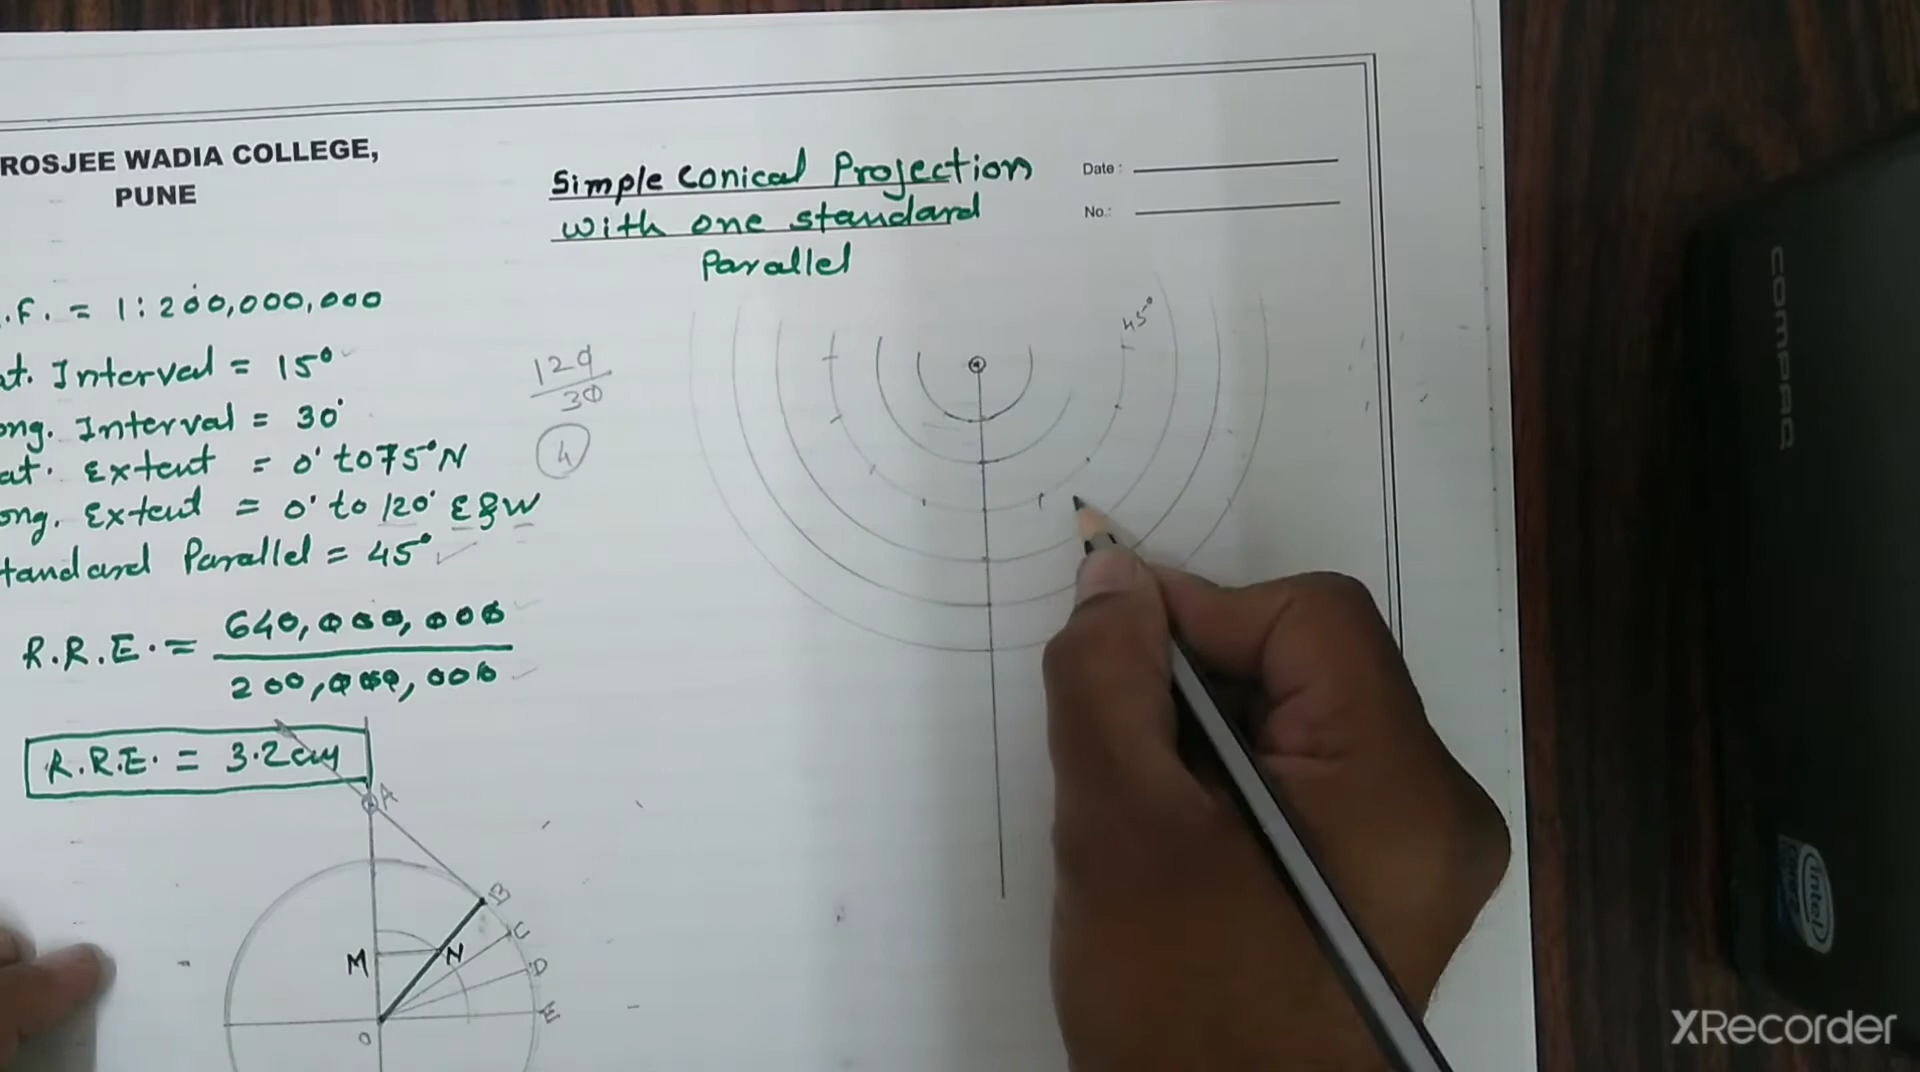 ROSJEE WADIA COLLEGE,
PUNE
Simple Conical Projection
with one standard
Parallel
Date :
No.:
.F. = 1:200,000,000
at. Interval = 15°
ong. Interval = 30°
at. Extent = 0° to 75°N
ong. Extent = 0° to 120° E & W
tandard Parallel = 45°
120
30
4
45°
R.R.E. = 640,000,000
200,000,000
R.R.E. = 3.2cm
A
B
C
M
N
D
E
O
COMPAQ
intel
XRecorder